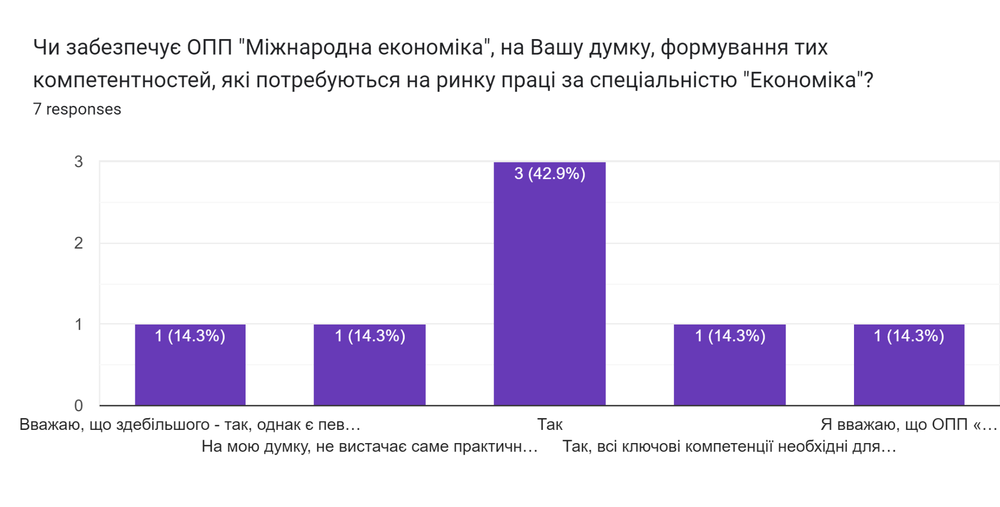 Чи забезпечує ОПП "Міжнародна економіка", на Вашу думку, формування тих
компетентностей, які потребуються на ринку праці за спеціальністю "Економіка"?
7 responses
3
2
1
0
1 (14.3%)
1 (14.3%)
3 (42.9%)
1 (14.3%)
1 (14.3%)
Вважаю, що здебільшого - так, однак є пев…
На мою думку, не вистачає саме практичн…
Так
Так, всі ключові компетенції необхідні для…
Я вважаю, що ОПП «…